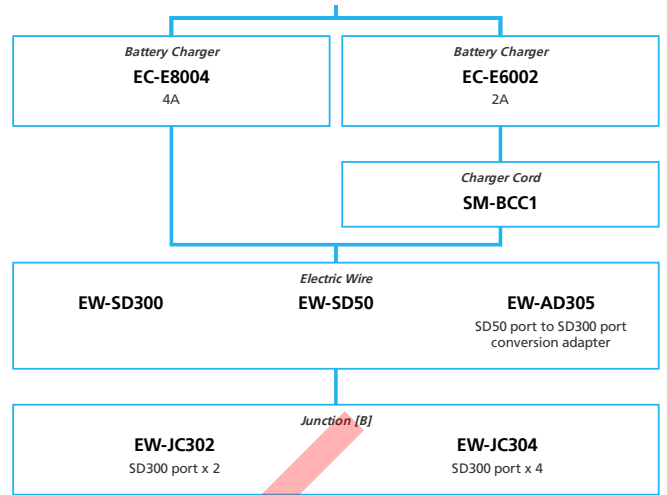 Battery Charger
EC-E8004
4A
Battery Charger
EC-E6002
2A
Charger Cord
SM-BCC1
Electric Wire
EW-SD300
EW-SD50
EW-AD305
SD50 port to SD300 port
conversion adapter
Junction [B]
EW-JC302
SD300 port x 2
EW-JC304
SD300 port x 4